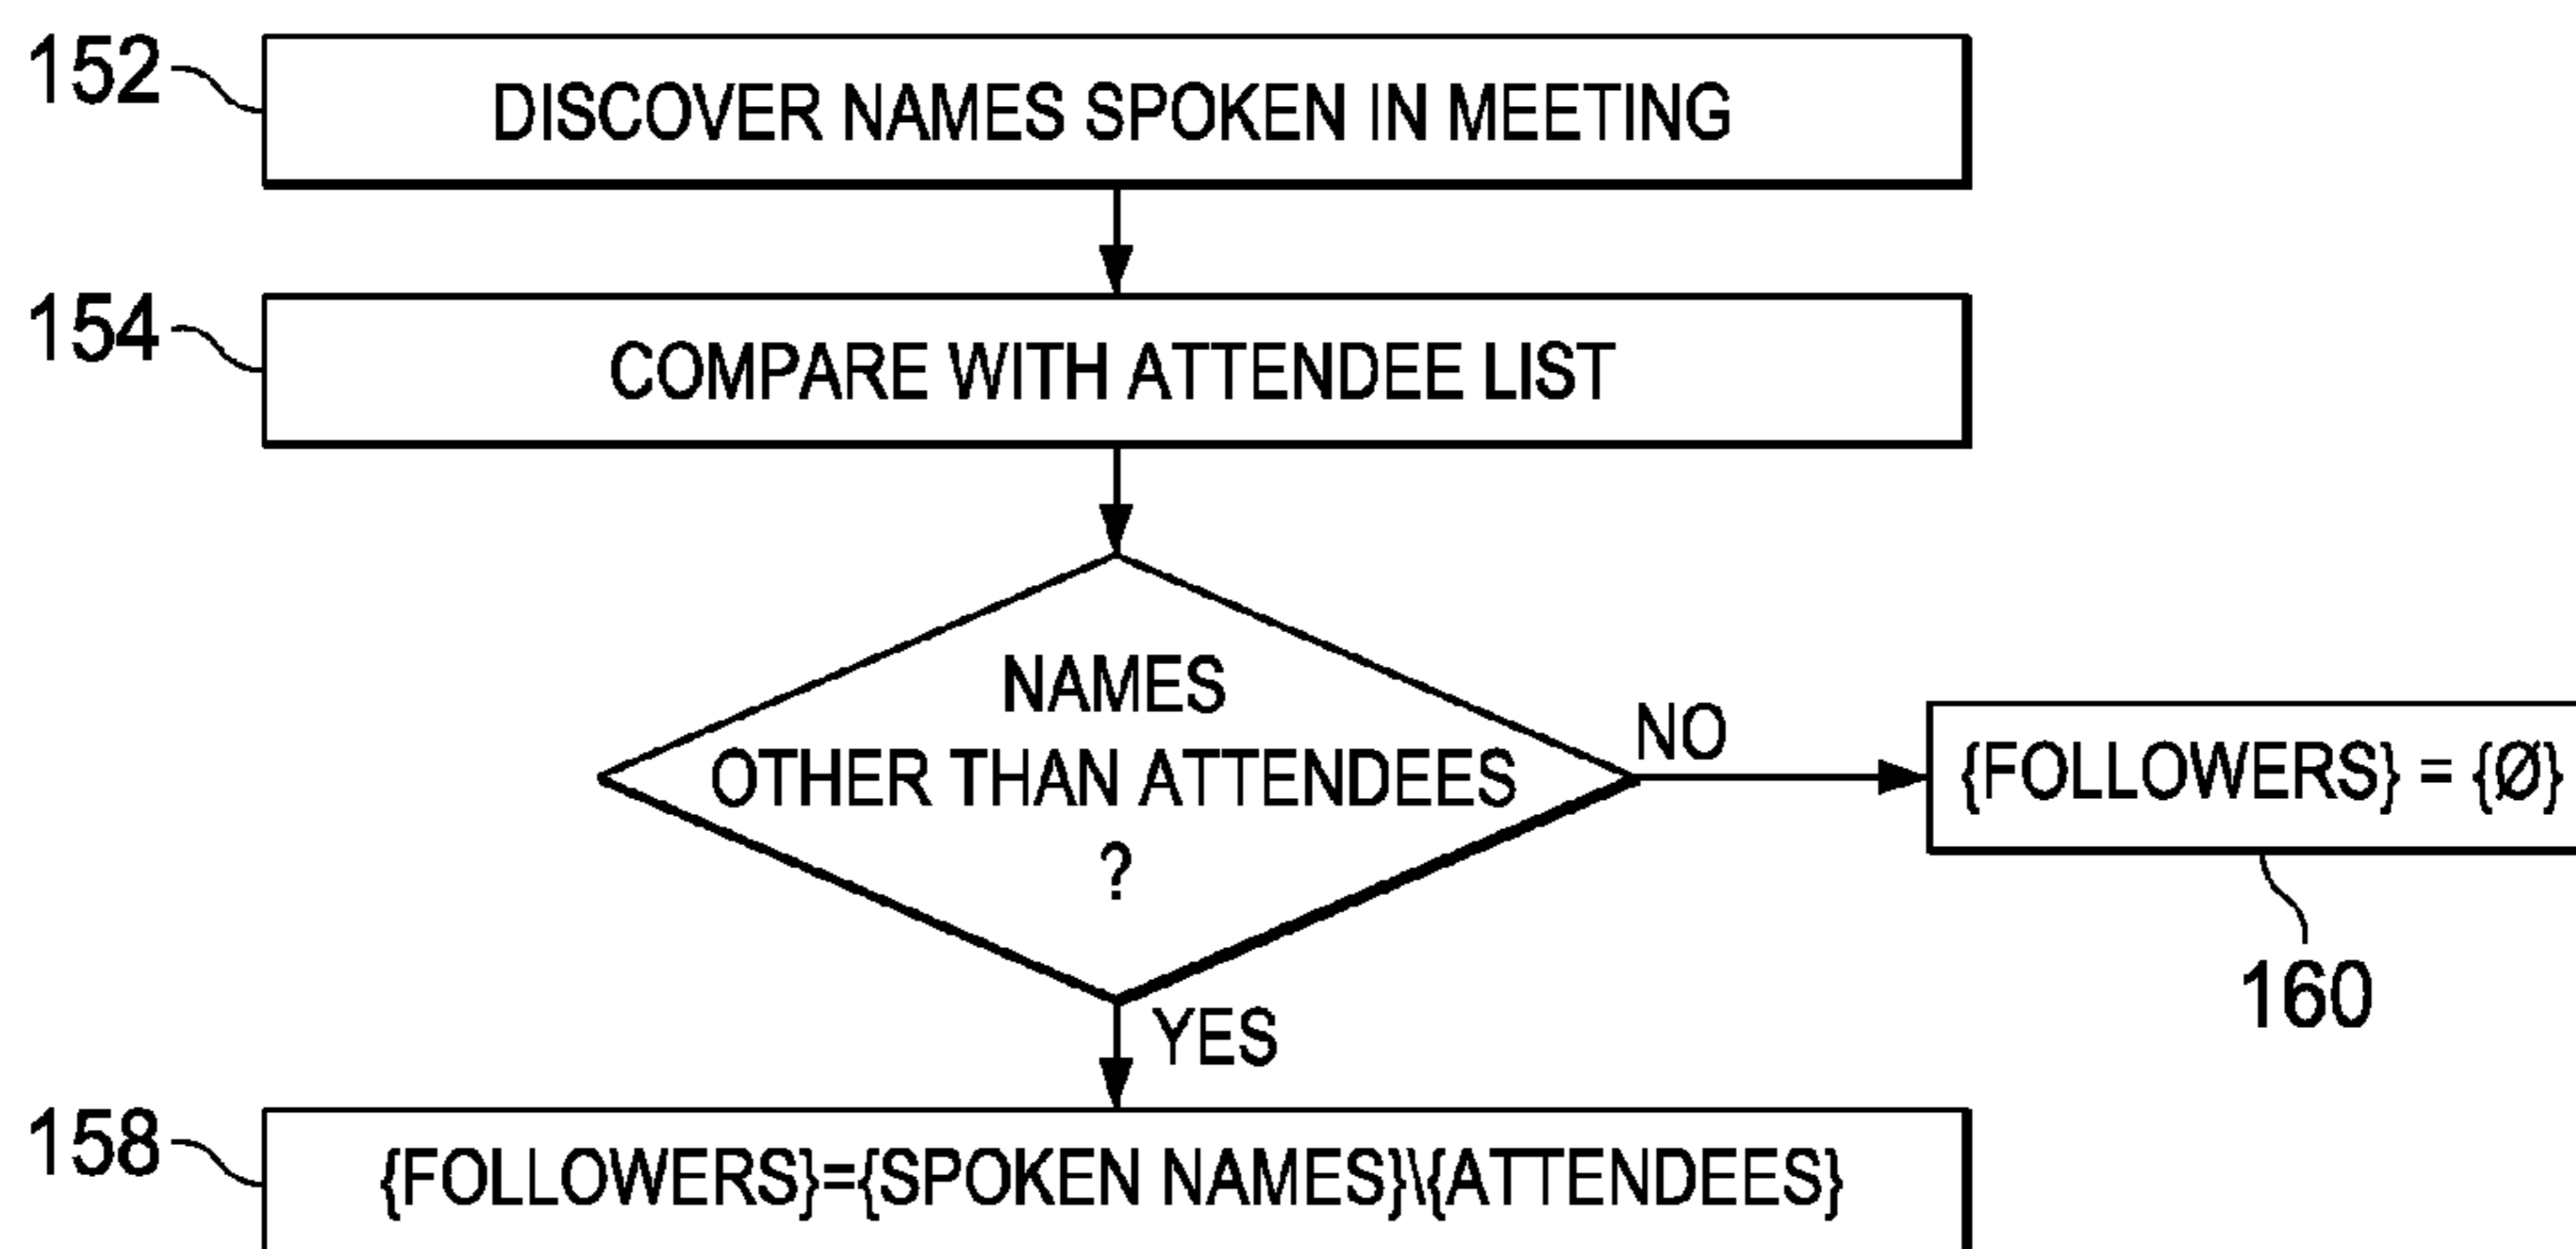 152
DISCOVER NAMES SPOKEN IN MEETING
154
COMPARE WITH ATTENDEE LIST
NAMES
OTHER THAN ATTENDEES
?
NO
{FOLLOWERS} = {Ø}
160
YES
158
{FOLLOWERS}={SPOKEN NAMES}\{ATTENDEES}